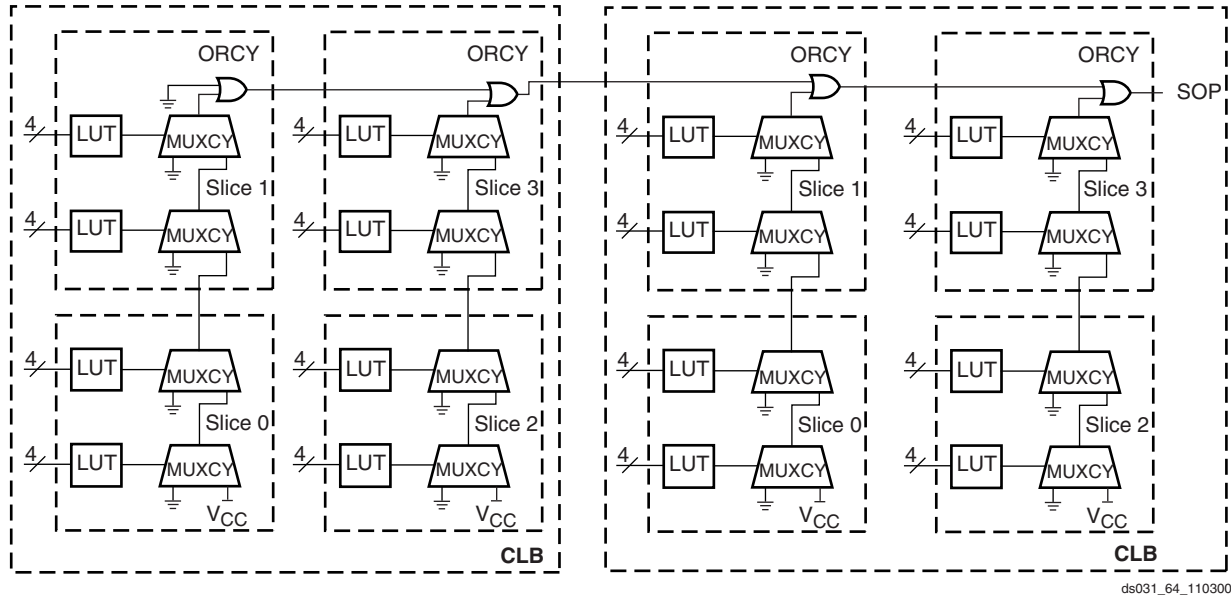 ORCY ORCY ORCY ORCY
SOP
4 LUT MUXCY 4 LUT MUXCY 4 LUT MUXCY 4 LUT MUXCY
Slice 1 Slice 3 Slice 1 Slice 3
4 LUT MUXCY 4 LUT MUXCY 4 LUT MUXCY 4 LUT MUXCY
4 LUT MUXCY 4 LUT MUXCY 4 LUT MUXCY 4 LUT MUXCY
Slice 0 Slice 2 Slice 0 Slice 2
4 LUT MUXCY 4 LUT MUXCY 4 LUT MUXCY 4 LUT MUXCY
VCC VCC VCC VCC
CLB CLB
ds031_64_110300